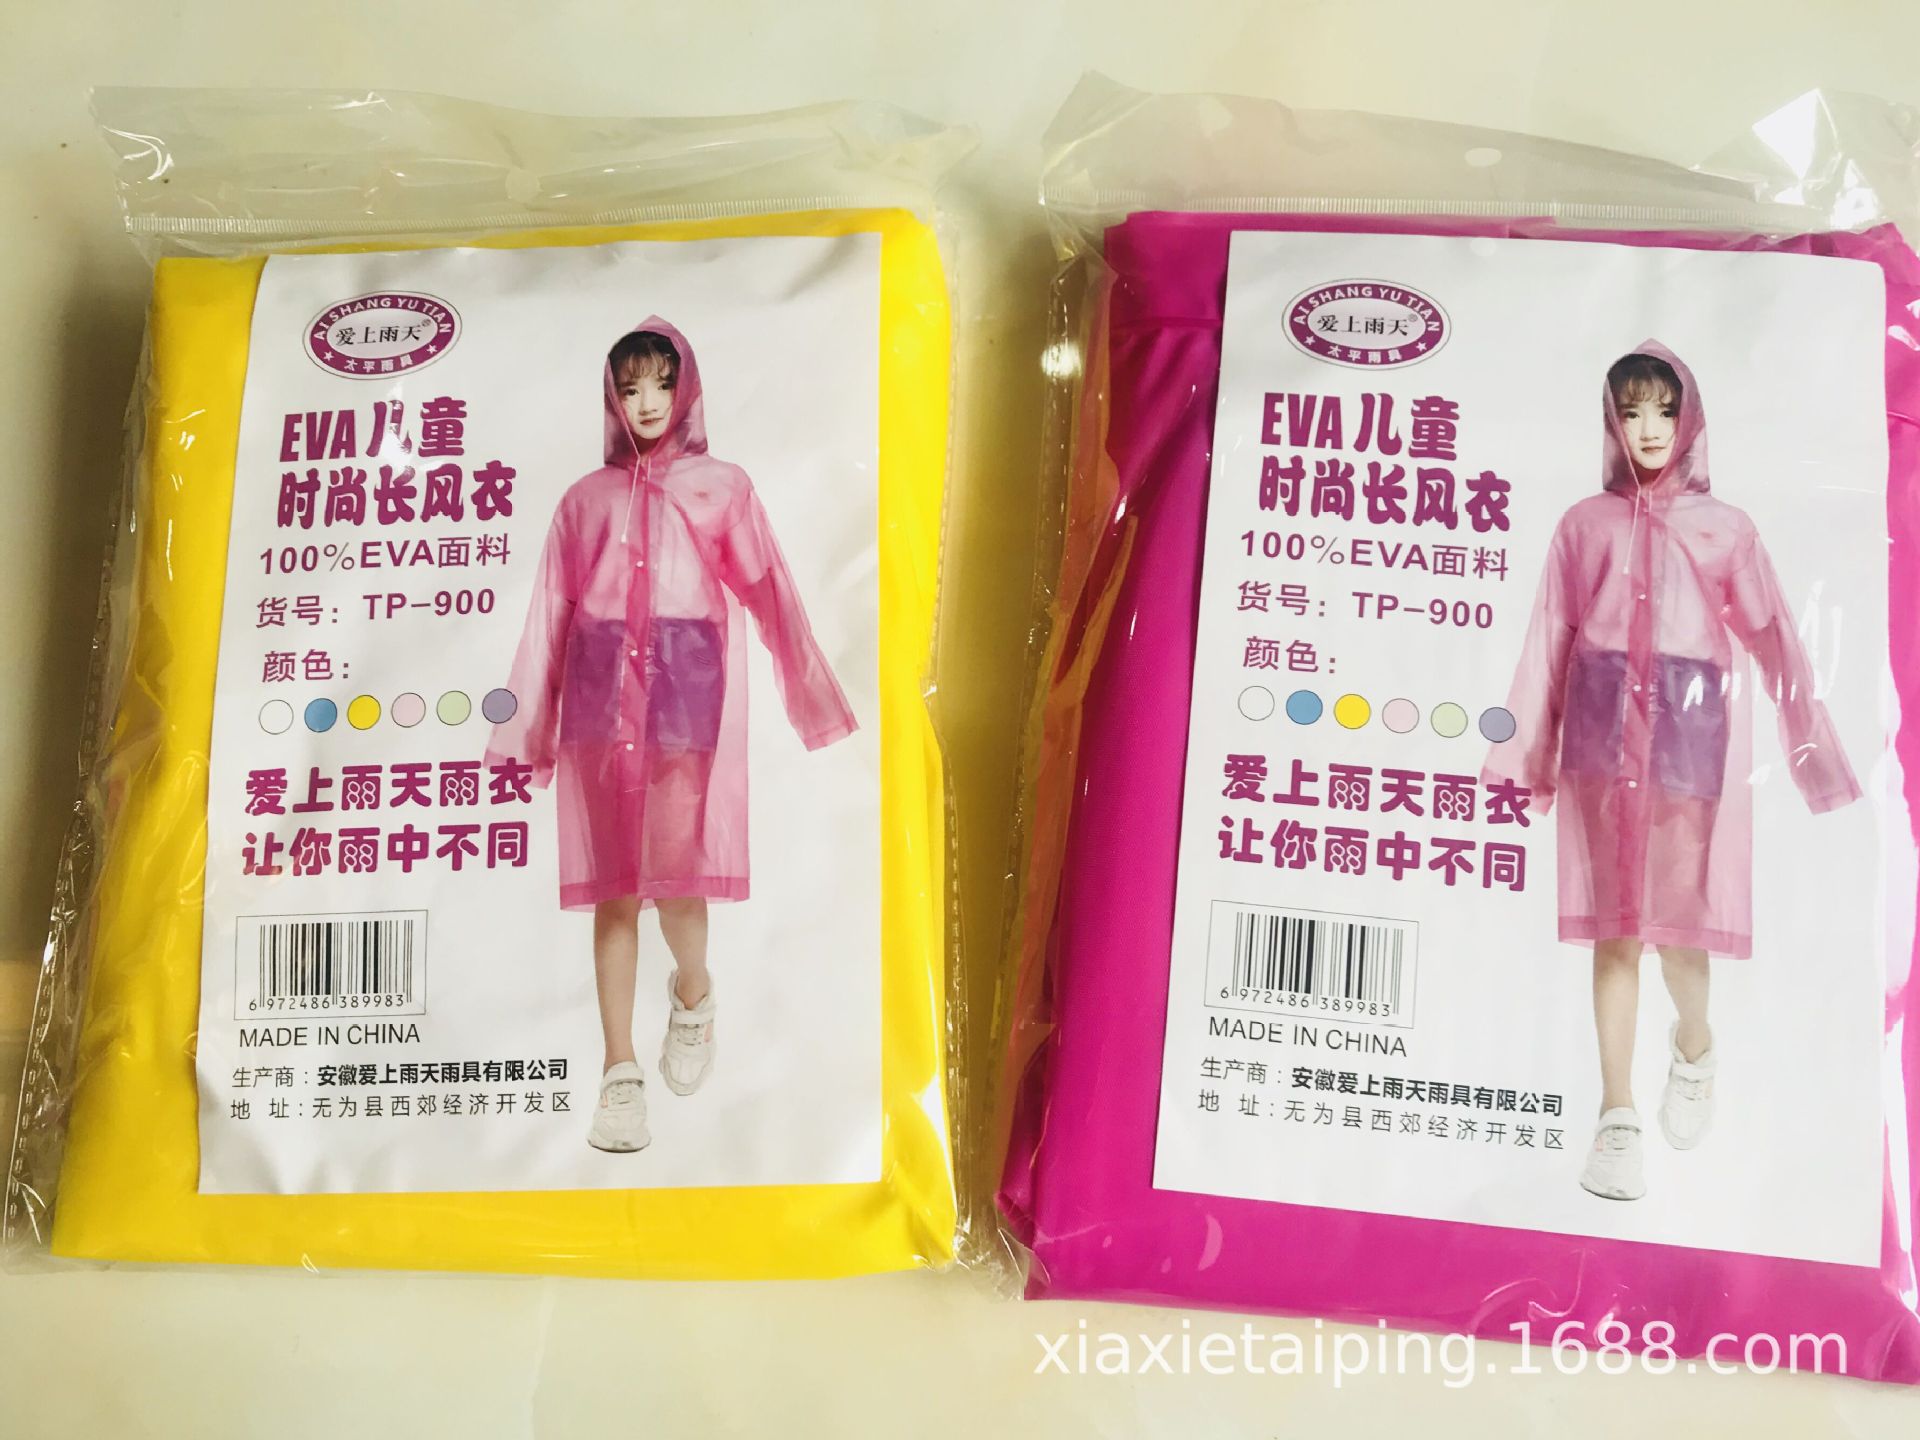 AI SHANG YU TIAN
爱上雨天®
★ 太平雨具 ★
EVA儿童
时尚长风衣
100%EVA面料
货号：TP-900
颜色：
爱上雨天雨衣
让你雨中不同
6 972486 389983
MADE IN CHINA
生产商：安徽爱上雨天雨具有限公司
地 址：无为县西郊经济开发区
AI SHANG YU TIAN
爱上雨天®
★ 太平雨具 ★
EVA儿童
时尚长风衣
100%EVA面料
货号：TP-900
颜色：
爱上雨天雨衣
让你雨中不同
6 972486 389983
MADE IN CHINA
生产商：安徽爱上雨天雨具有限公司
地 址：无为县西郊经济开发区
xiaxietaiping.1688.com